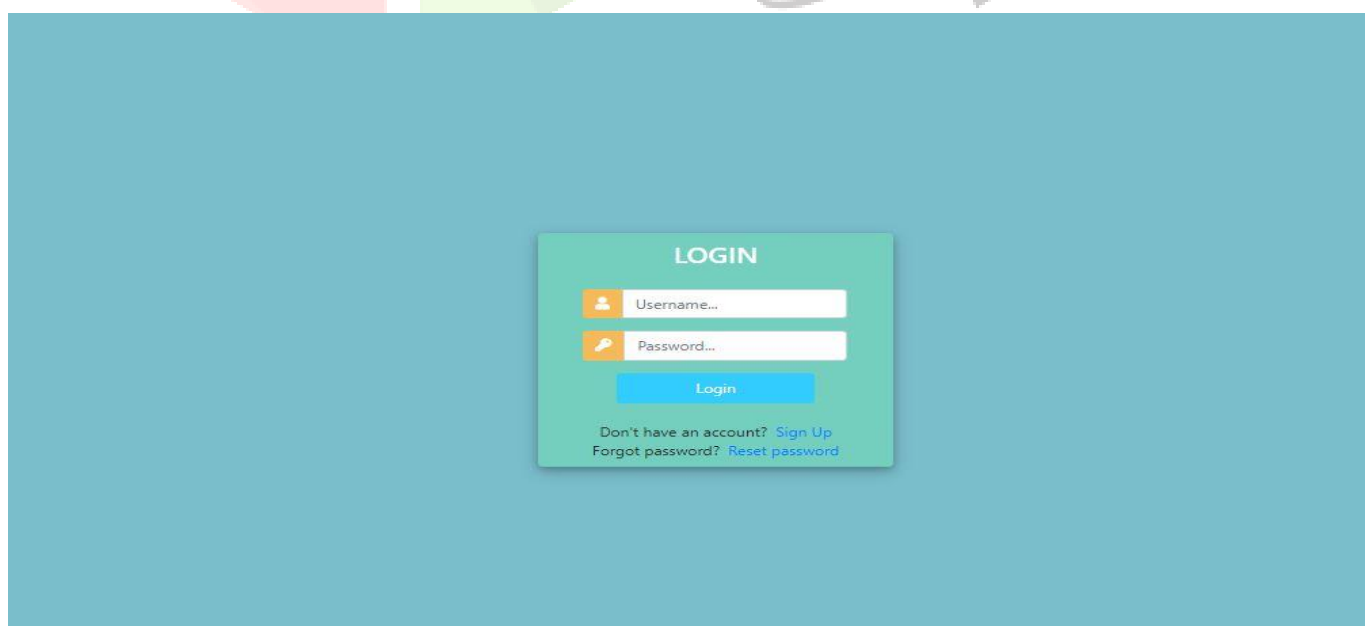 LOGIN
Username...
Password...
Login
Don't have an account? Sign Up
Forgot password? Reset password